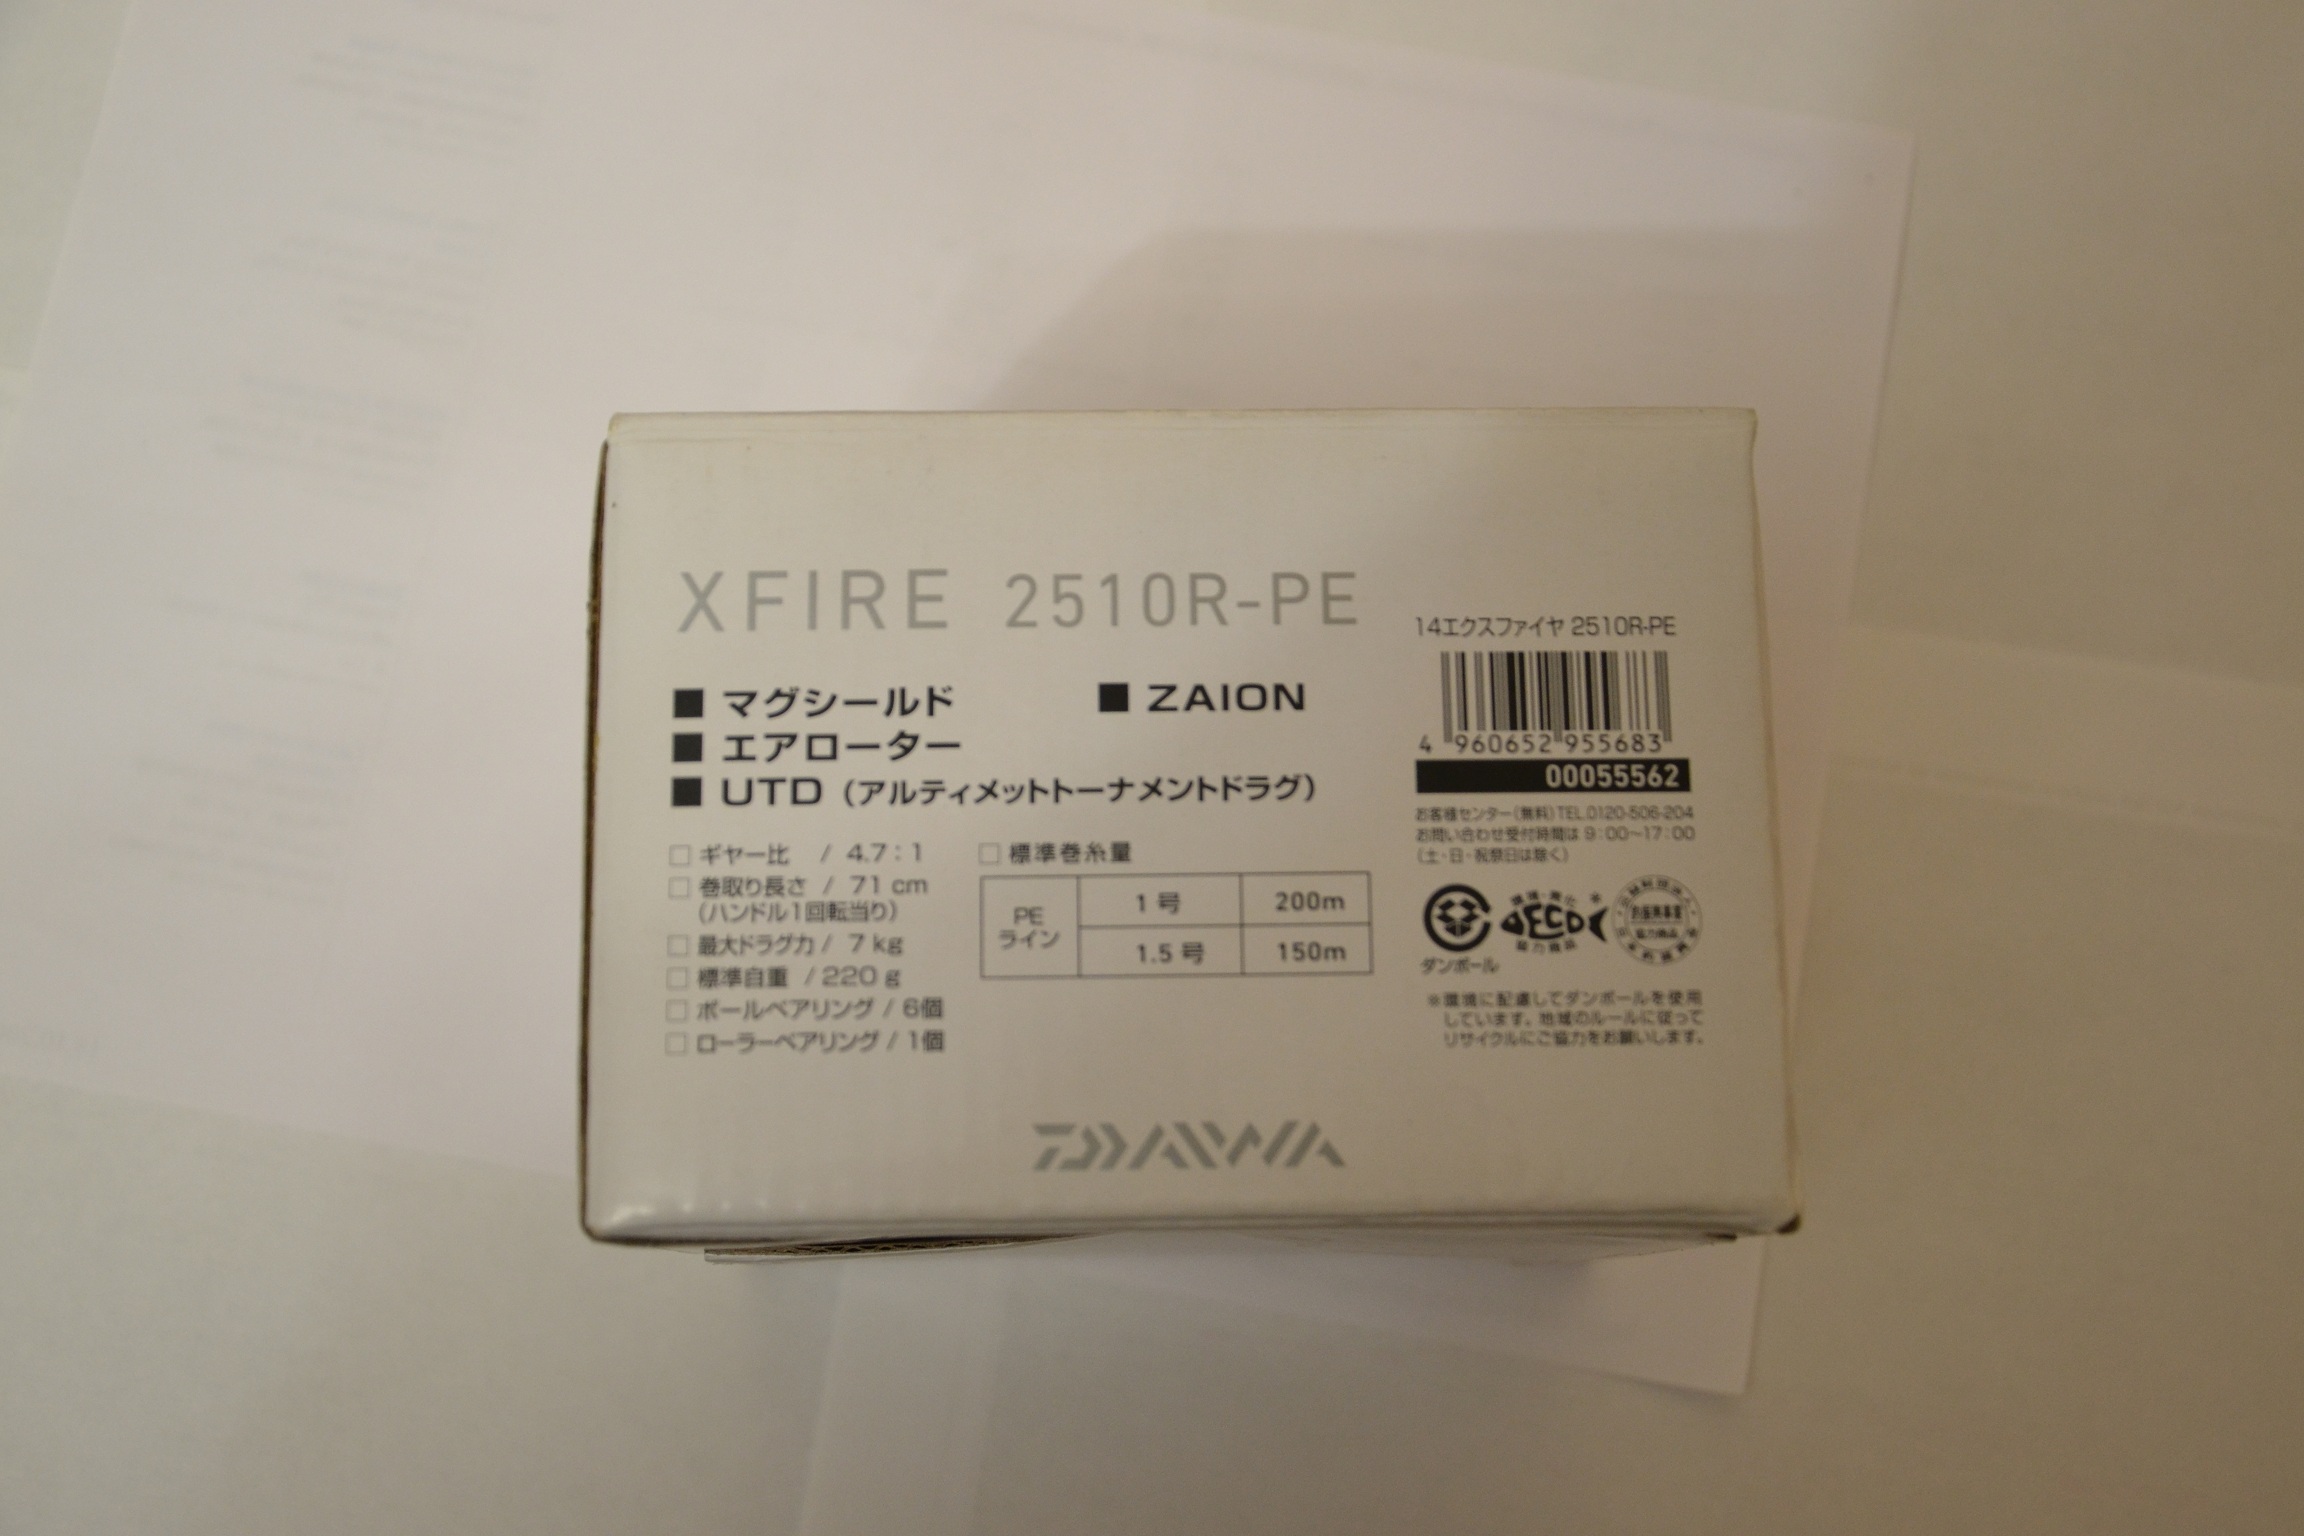 XFIRE 2510R-PE
■ マグシールド ■ ZAION
■ エアローター
■ UTD (アルティメットトーナメントドラグ)
□ ギヤー比 / 4.7:1
□ 巻取り長さ / 71 cm
(ハンドル1回転当り)
□ 最大ドラグ力 / 7 kg
□ 標準自重 / 220 g
□ ボールベアリング / 6個
□ ローラーベアリング / 1個
□ 標準巻糸量
PE
ライン
1号 200m
1.5号 150m
14エクスファイヤ 2510R-PE
4 960652 955683
00055562
お客様センター(無料)TEL.0120-506-204
お問い合わせ受付時間は 9:00～17:00
(土・日・祝祭日は除く)
ダンボール
ECO
協力商品
※環境に配慮してダンボールを使用
しています。地域のルールに従って
リサイクルにご協力をお願いします。
DAIWA